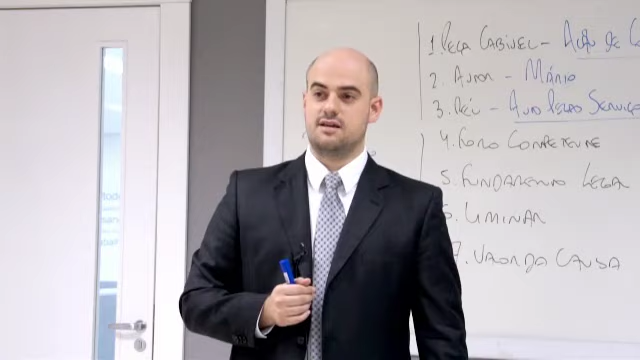 1. PEÇA CABÍVEL - AÇÃO DE
2. AUTOR - MÁRIO
3. RÉU - AUTO PEDRO SERVIÇO
4. FORO COMPETENTE
5. FUNDAMENTO LEGAL
6. LIMINAR
7. VALOR DA CAUSA